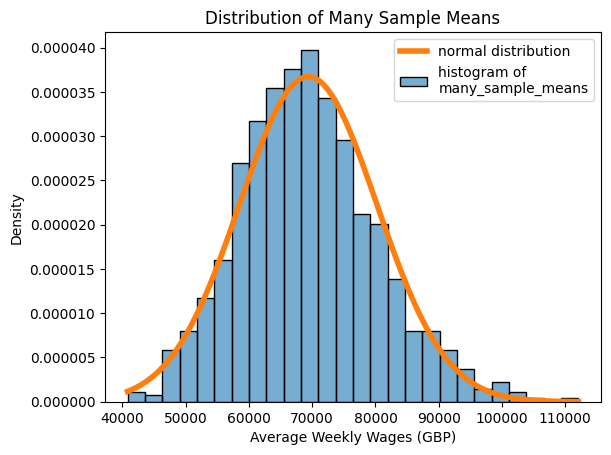 Distribution of Many Sample Means
normal distribution
histogram of
many_sample_means
Density
0.000040
0.000035
0.000030
0.000025
0.000020
0.000015
0.000010
0.000005
0.000000
40000 50000 60000 70000 80000 90000 100000 110000
Average Weekly Wages (GBP)